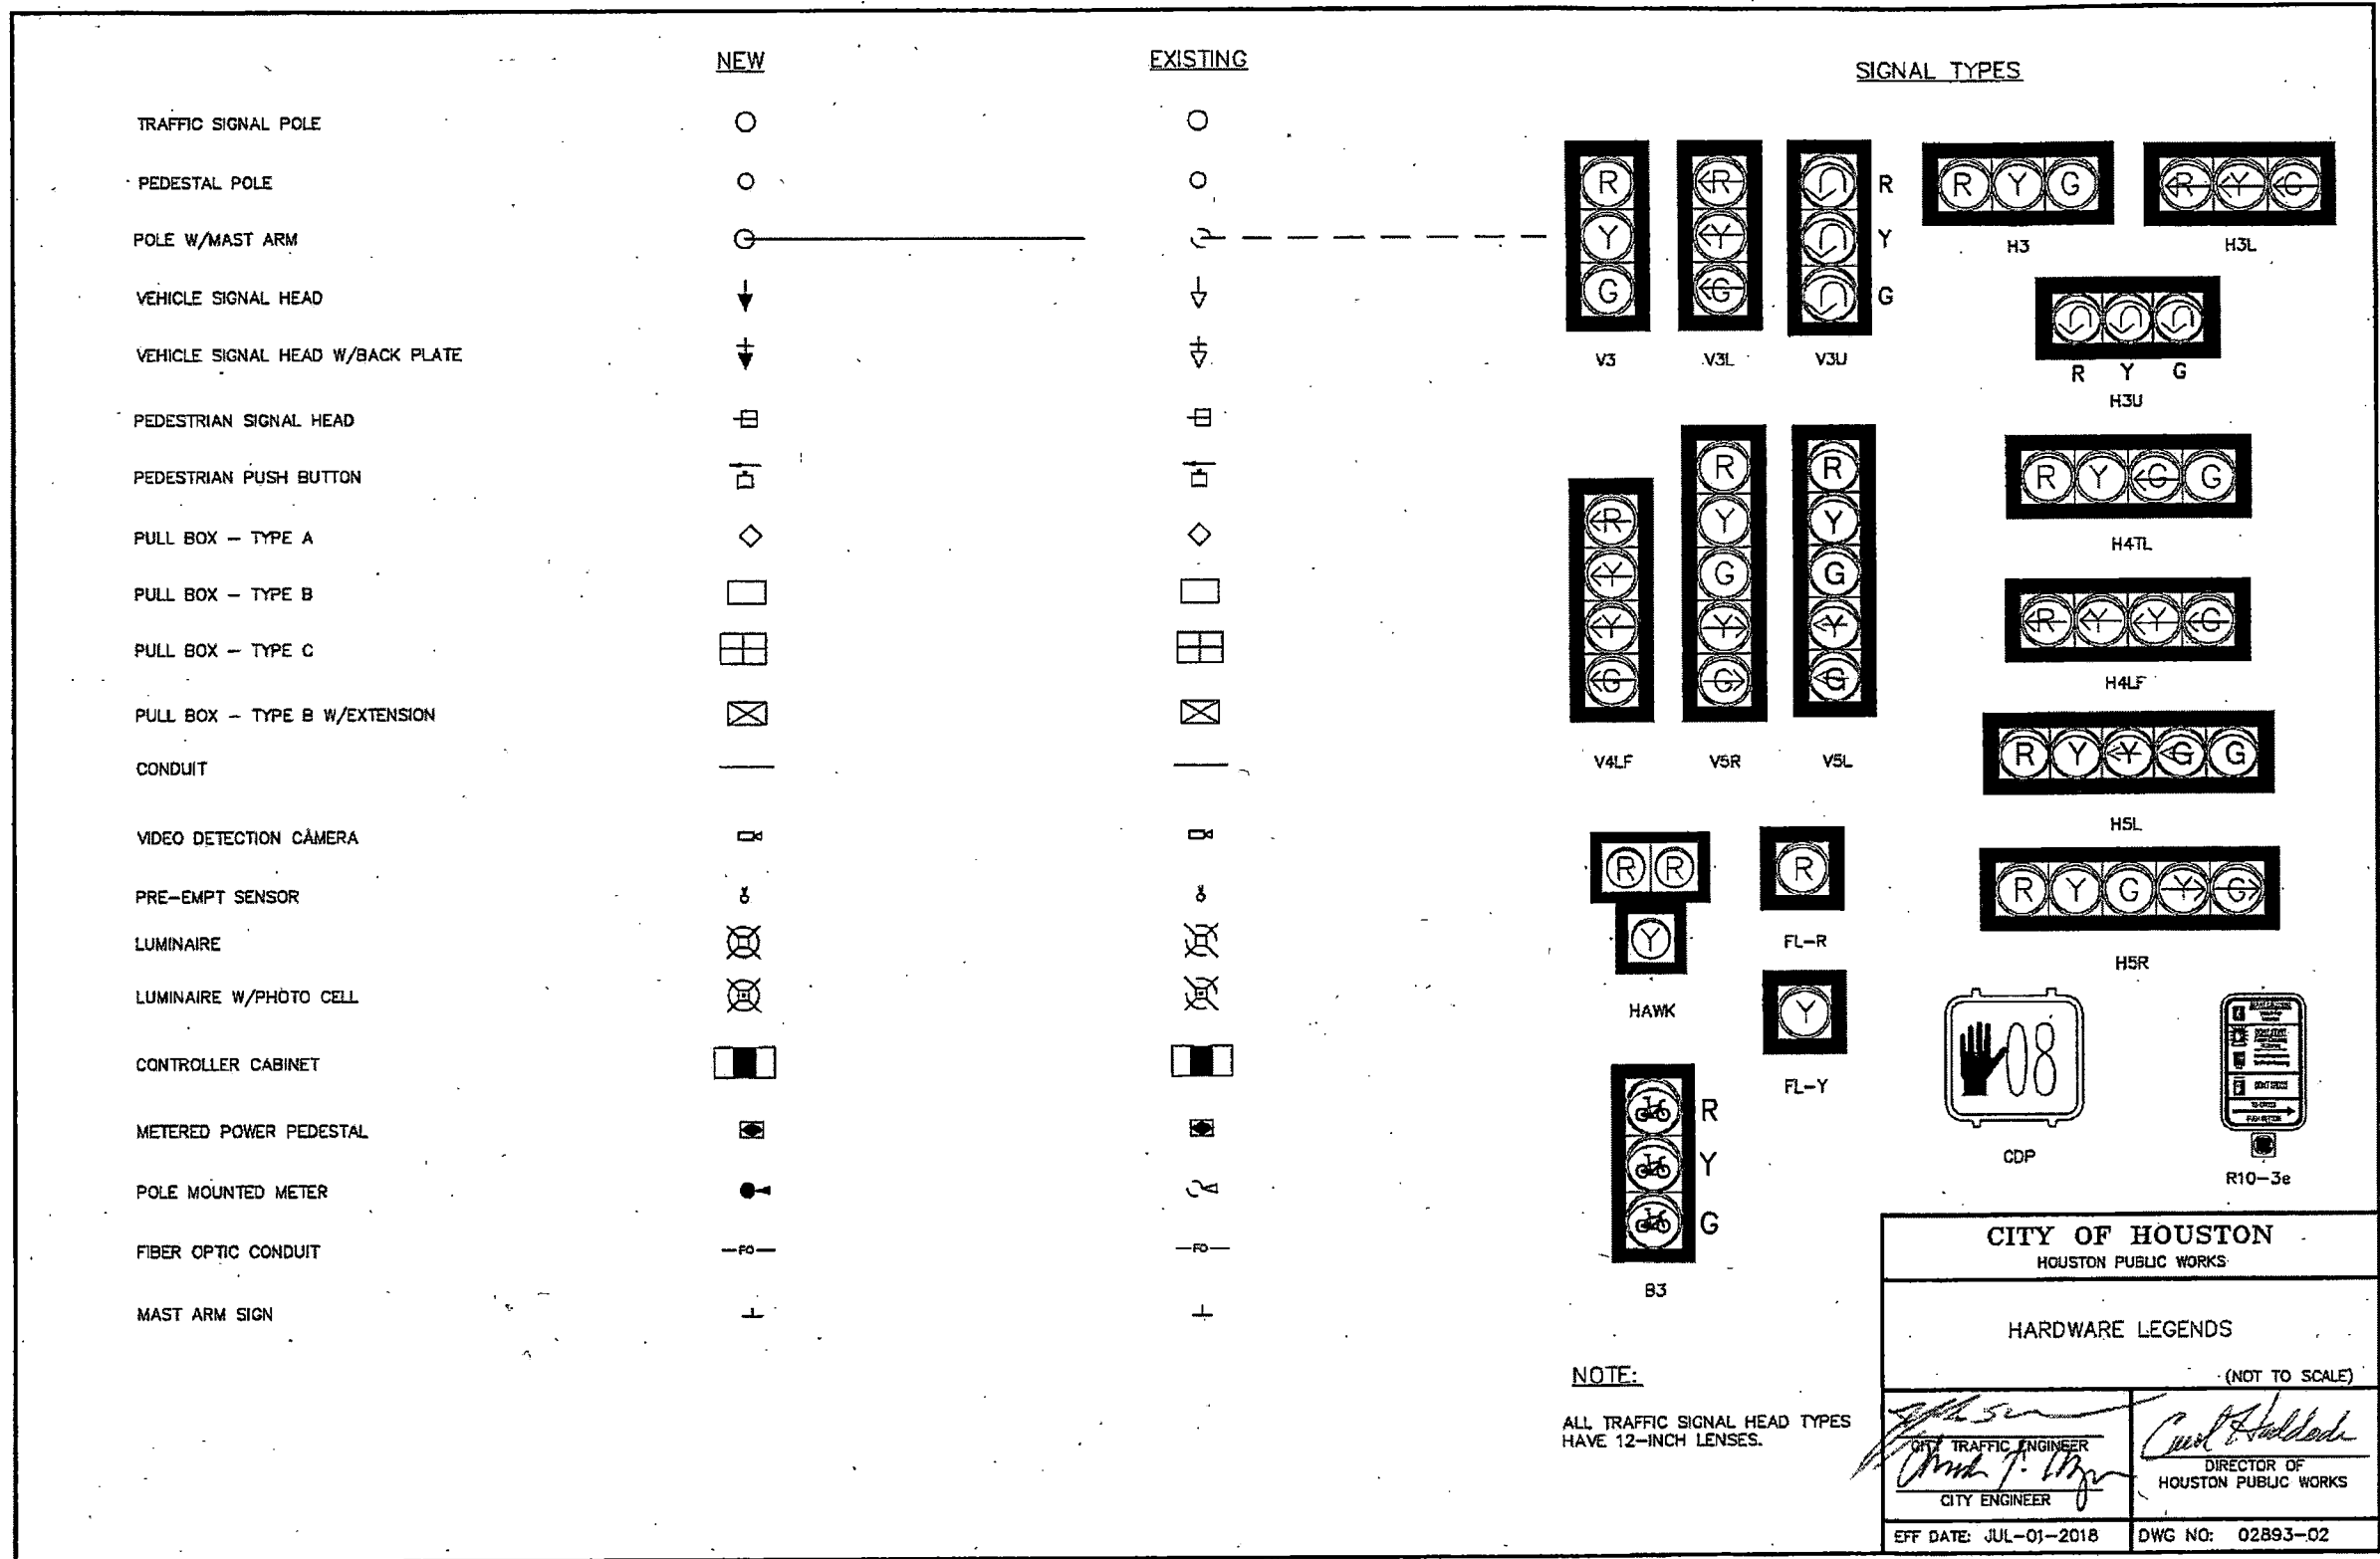 NEW
EXISTING
SIGNAL TYPES
TRAFFIC SIGNAL POLE
PEDESTAL POLE
POLE W/MAST ARM
VEHICLE SIGNAL HEAD
VEHICLE SIGNAL HEAD W/BACK PLATE
PEDESTRIAN SIGNAL HEAD
PEDESTRIAN PUSH BUTTON
PULL BOX – TYPE A
PULL BOX – TYPE B
PULL BOX – TYPE C
PULL BOX – TYPE B W/EXTENSION
CONDUIT
VIDEO DETECTION CAMERA
PRE–EMPT SENSOR
LUMINAIRE
LUMINAIRE W/PHOTO CELL
CONTROLLER CABINET
METERED POWER PEDESTAL
POLE MOUNTED METER
FIBER OPTIC CONDUIT
FO
FO
MAST ARM SIGN
R
Y
G
V3
R
Y
G
V3L
R
Y
G
V3U
R Y G
H3
R Y G
H3L
R Y G
H3U
R
Y
Y
G
V4LF
R
Y
G
Y
G
V5R
R
Y
G
Y
G
V5L
R Y G G
H4TL
R Y Y G
H4LF
R Y Y G G
H5L
R Y G Y G
H5R
R R
Y
HAWK
R
FL–R
Y
FL–Y
R
Y
G
B3
08
CDP
R10–3e
NOTE:
ALL TRAFFIC SIGNAL HEAD TYPES
HAVE 12–INCH LENSES.
CITY OF HOUSTON
HOUSTON PUBLIC WORKS
HARDWARE LEGENDS
(NOT TO SCALE)
CITY TRAFFIC ENGINEER
CITY ENGINEER
DIRECTOR OF
HOUSTON PUBLIC WORKS
EFF DATE: JUL–01–2018
DWG NO: 02893–02